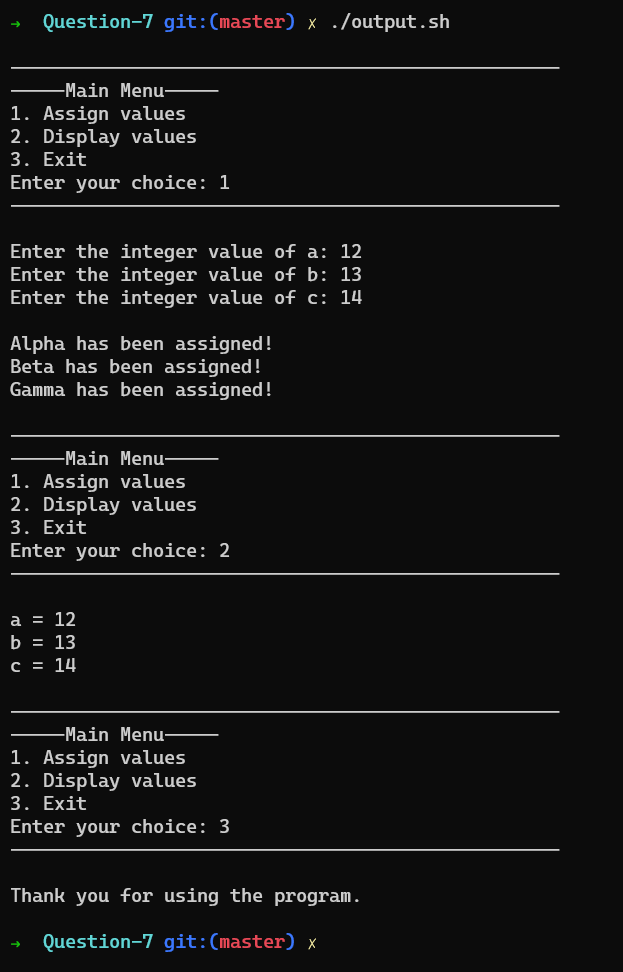 → Question-7 git:(master) ✗ ./output.sh
--------------------------------------------------
-----Main Menu-----
1. Assign values
2. Display values
3. Exit
Enter your choice: 1
--------------------------------------------------
Enter the integer value of a: 12
Enter the integer value of b: 13
Enter the integer value of c: 14
Alpha has been assigned!
Beta has been assigned!
Gamma has been assigned!
--------------------------------------------------
-----Main Menu-----
1. Assign values
2. Display values
3. Exit
Enter your choice: 2
--------------------------------------------------
a = 12
b = 13
c = 14
--------------------------------------------------
-----Main Menu-----
1. Assign values
2. Display values
3. Exit
Enter your choice: 3
--------------------------------------------------
Thank you for using the program.
→ Question-7 git:(master) ✗